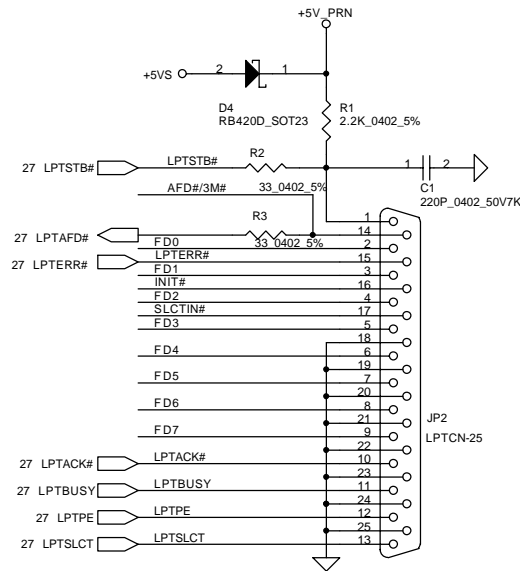 +5V_PRN
+5VS 2 1
D4 R1
RB420D_SOT23 2.2K_0402_5%
R2
27 LPTSTB# LPTSTB# 1 2
AFD#/3M# 33_0402_5% C1
220P_0402_50V7K
R3 1
27 LPTAFD# 14
FD0 33_0402_5% 2
27 LPTERR# LPTERR# 15
FD1 3
INIT# 16
FD2 4
SLCTIN# 17
FD3 5
18
FD4 6
19
FD5 7
20
FD6 8
21
JP2
FD7 9
LPTCN-25
22
27 LPTACK# LPTACK# 10
23
27 LPTBUSY LPTBUSY 11
24
27 LPTPE LPTPE 12
25
27 LPTSLCT LPTSLCT 13